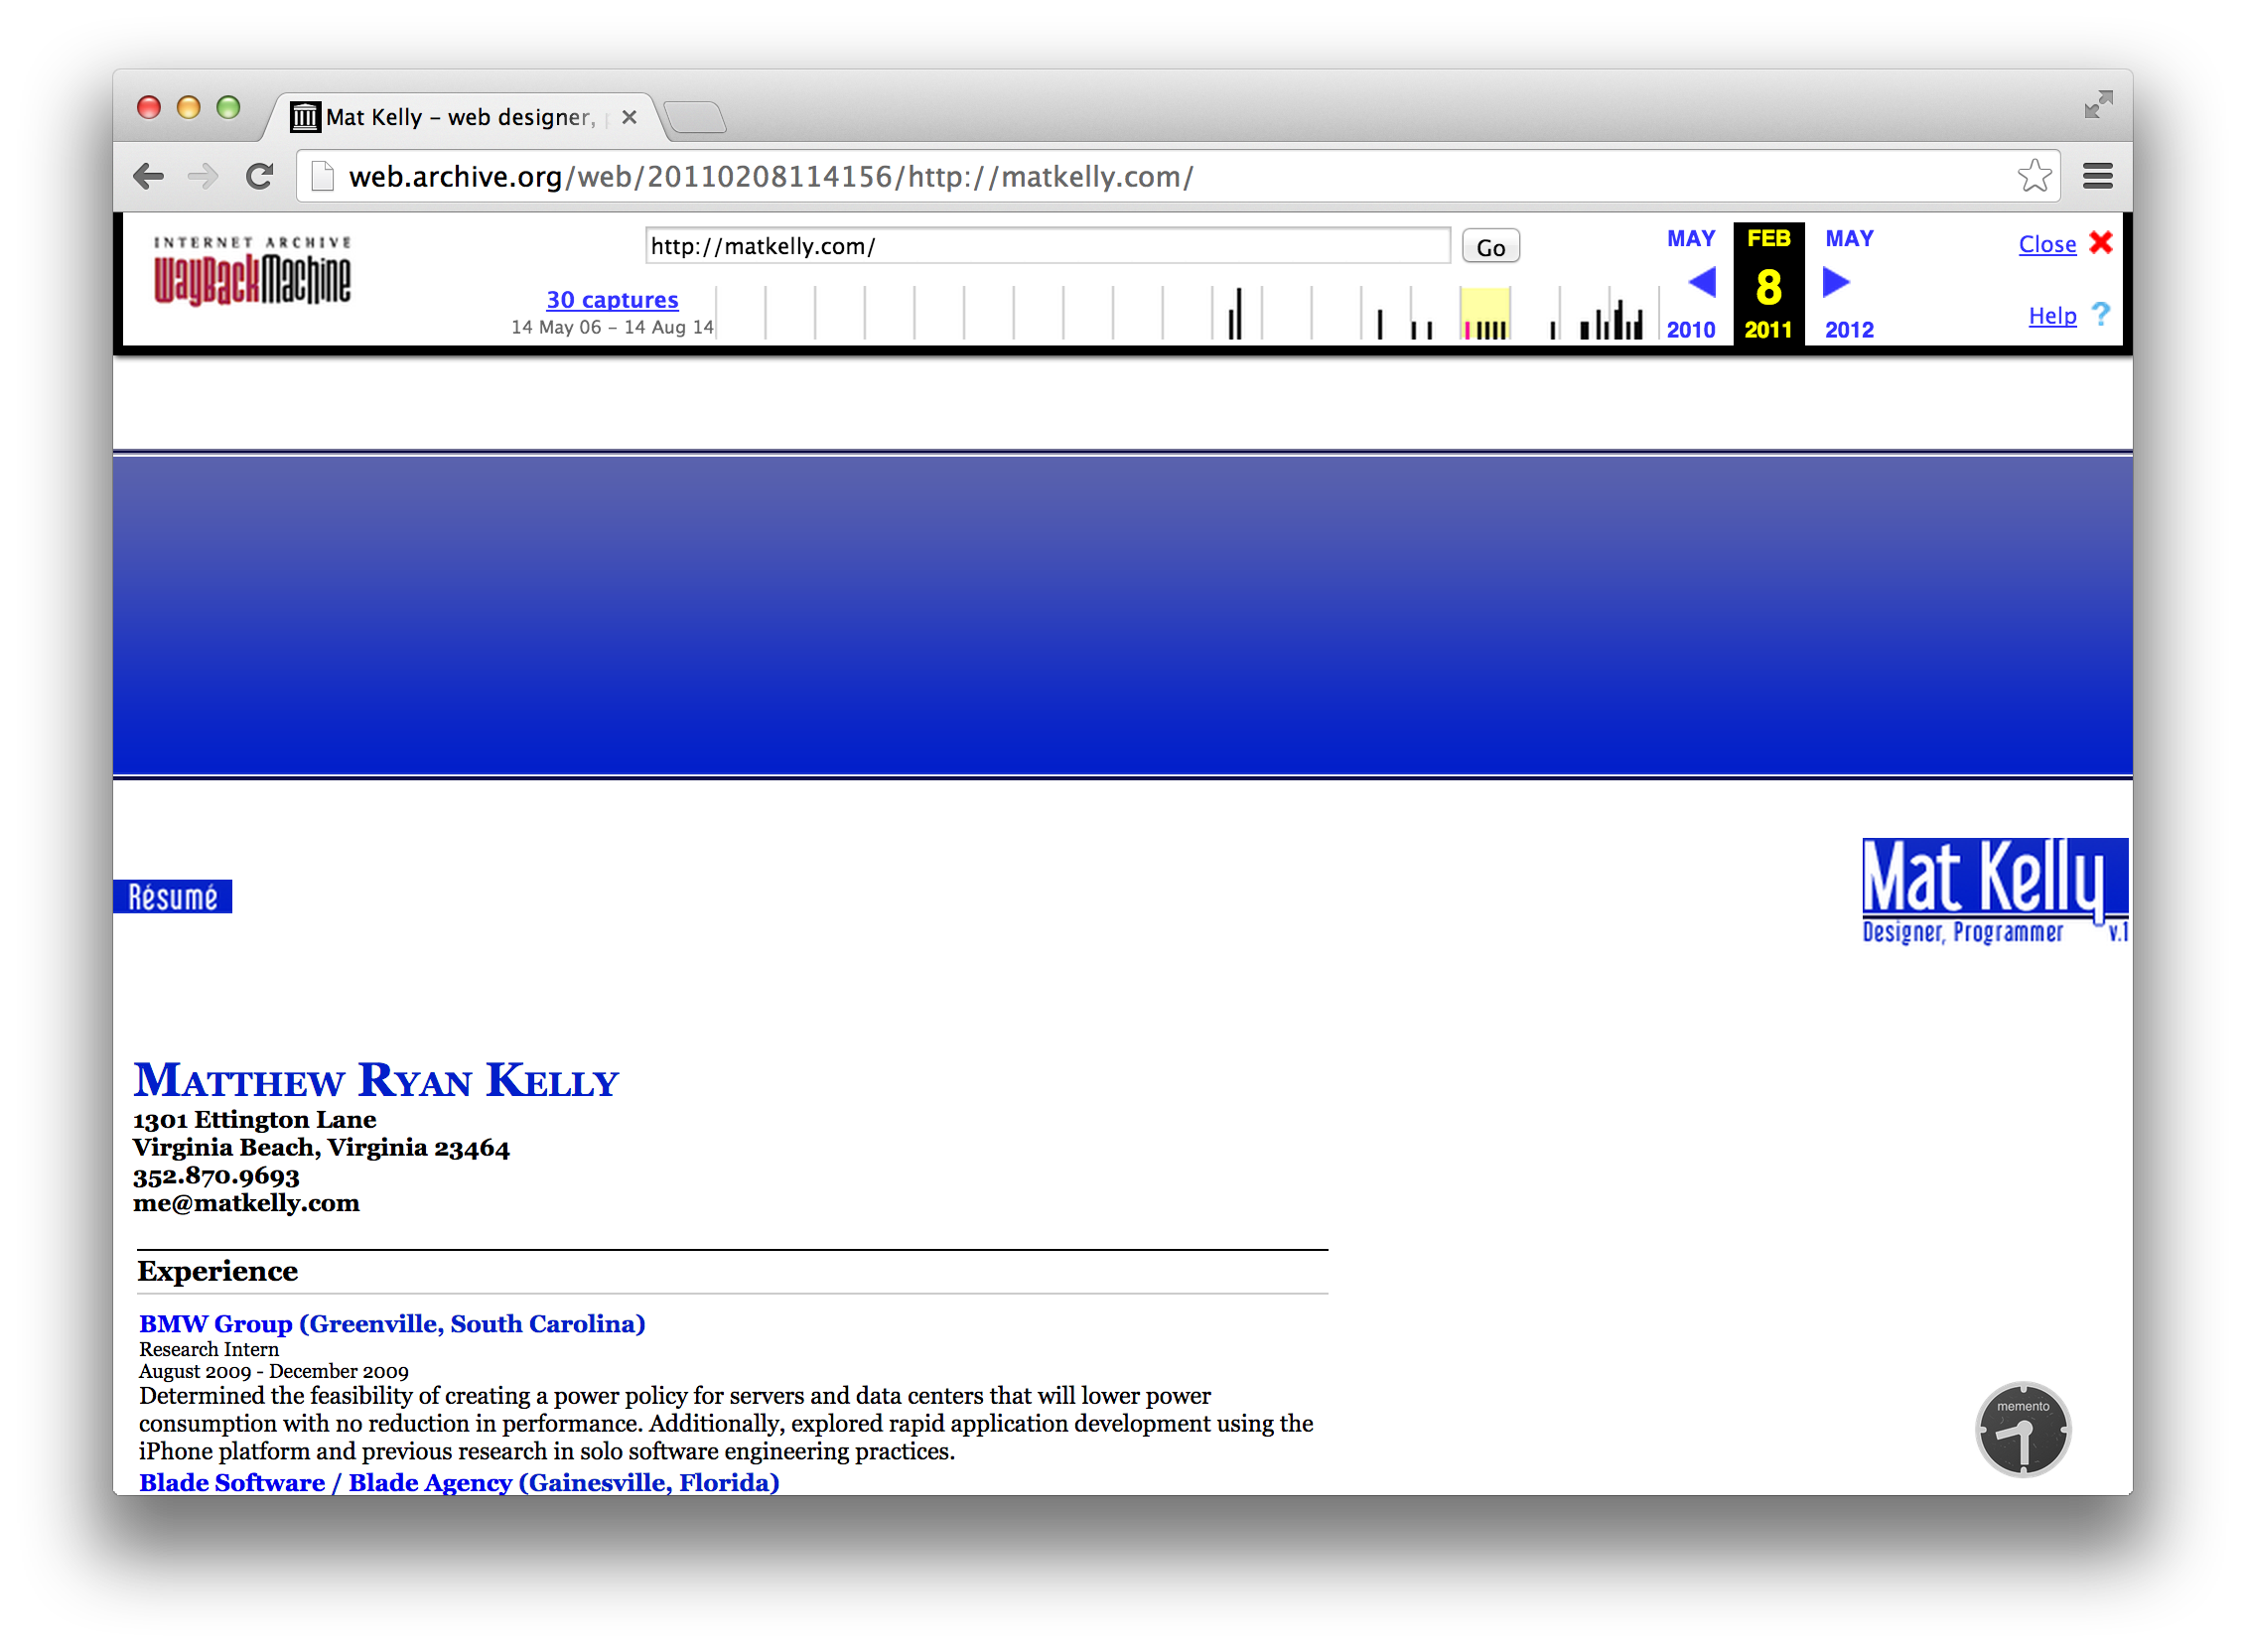 Mat Kelly – web designer,
web.archive.org/web/20110208114156/http://matkelly.com/
INTERNET ARCHIVE
WayBackMachine
http://matkelly.com/
Go
30 captures
14 May 06 – 14 Aug 14
MAY FEB MAY
8
2010 2011 2012
Close
Help ?
Résumé
Mat Kelly
Designer, Programmer v.1
Matthew Ryan Kelly
1301 Ettington Lane
Virginia Beach, Virginia 23464
352.870.9693
me@matkelly.com
Experience
BMW Group (Greenville, South Carolina)
Research Intern
August 2009 - December 2009
Determined the feasibility of creating a power policy for servers and data centers that will lower power
consumption with no reduction in performance. Additionally, explored rapid application development using the
iPhone platform and previous research in solo software engineering practices.
Blade Software / Blade Agency (Gainesville, Florida)
memento